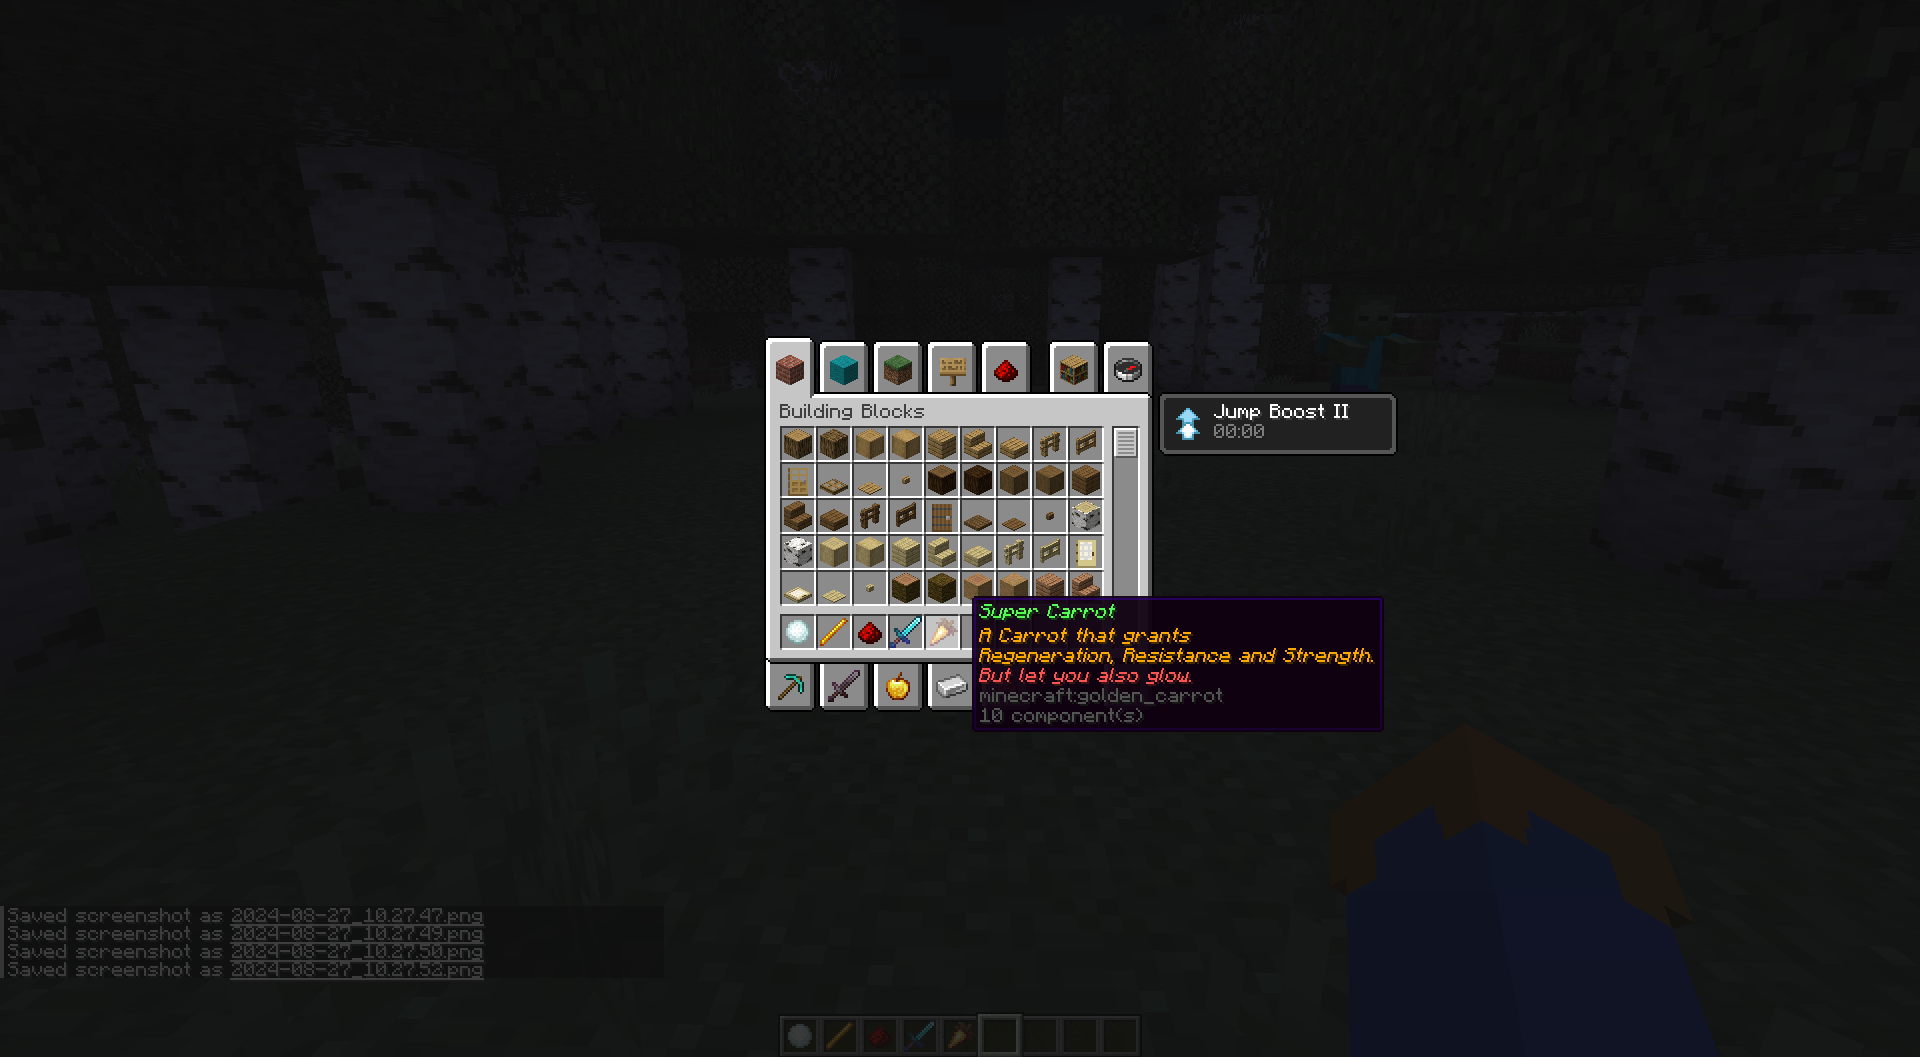 Building Blocks
Jump Boost II
00:00
Super Carrot
A Carrot that grants
Regeneration, Resistance and Strength.
But let you also glow.
minecraft:golden_carrot
10 component(s)
Saved screenshot as 2024-08-27_10.27.47.png
Saved screenshot as 2024-08-27_10.27.49.png
Saved screenshot as 2024-08-27_10.27.50.png
Saved screenshot as 2024-08-27_10.27.52.png